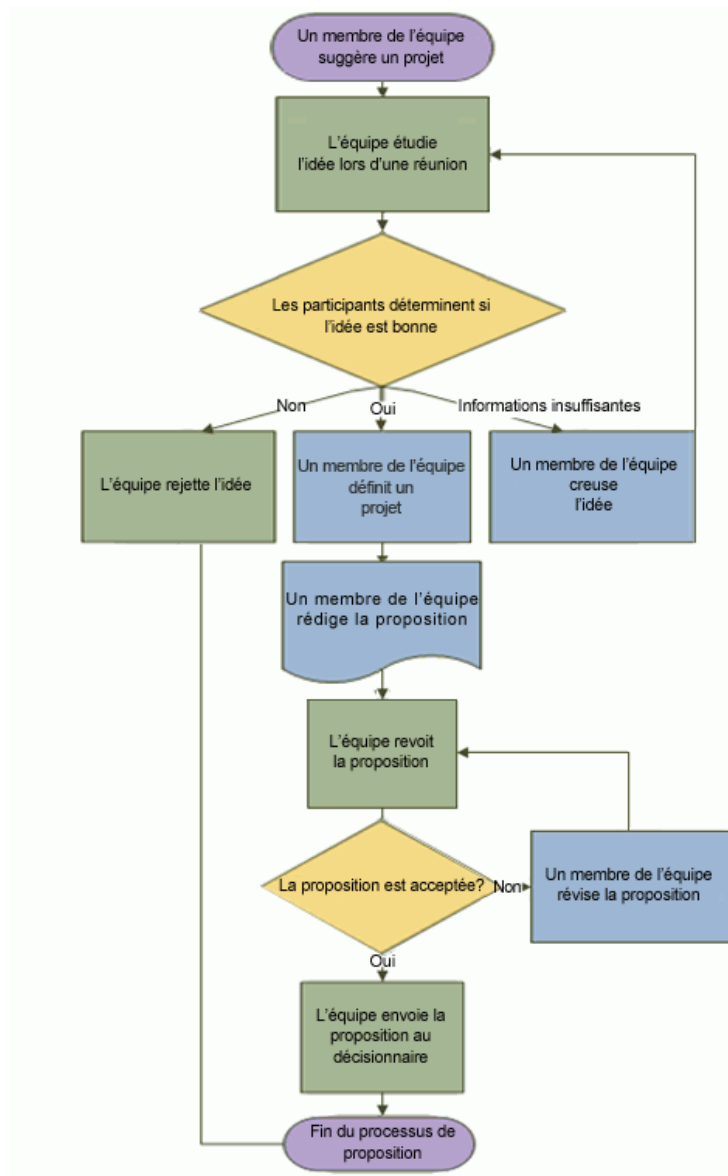 Un membre de l'équipe
suggère un projet
L'équipe étudie
l'idée lors d'une réunion
Les participants déterminent si
l'idée est bonne
Non
Oui
Informations insuffisantes
L'équipe rejette l'idée
Un membre de l'équipe
définit un
projet
Un membre de l'équipe
creuse
l'idée
Un membre de l'équipe
rédige la proposition
L'équipe revoit
la proposition
La proposition est acceptée?
Non
Un membre de l'équipe
révise la proposition
Oui
L'équipe envoie la
proposition au
décisionnaire
Fin du processus de
proposition